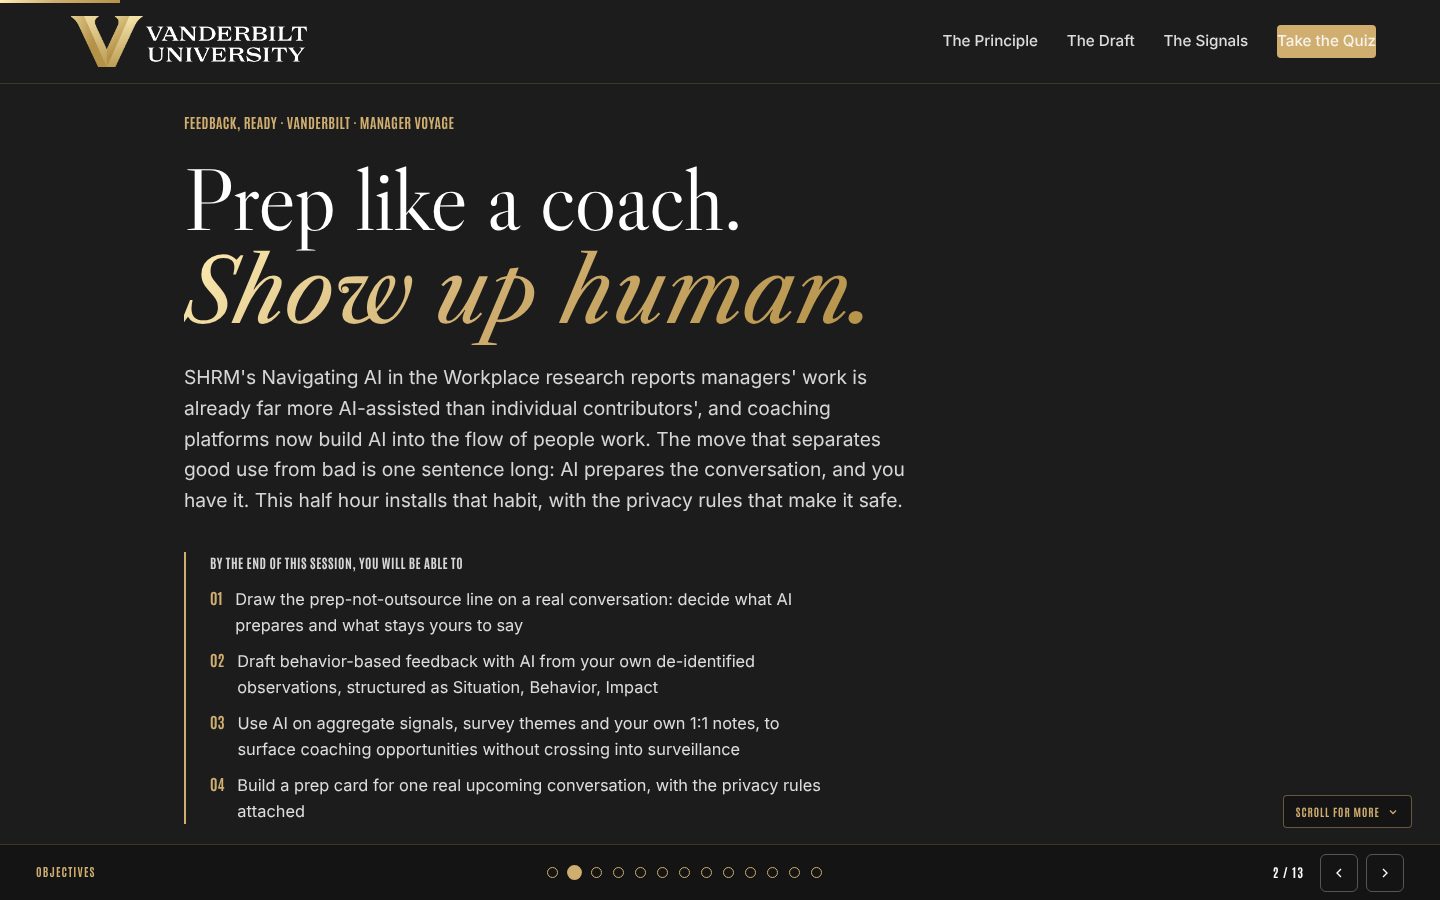 VANDERBILT
UNIVERSITY
The Principle
The Draft
The Signals
Take the Quiz
FEEDBACK, READY · VANDERBILT · MANAGER VOYAGE
Prep like a coach.
Show up human.
SHRM's Navigating AI in the Workplace research reports managers' work is
already far more AI-assisted than individual contributors', and coaching
platforms now build AI into the flow of people work. The move that separates
good use from bad is one sentence long: AI prepares the conversation, and you
have it. This half hour installs that habit, with the privacy rules that make it safe.
BY THE END OF THIS SESSION, YOU WILL BE ABLE TO
01 Draw the prep-not-outsource line on a real conversation: decide what AI
prepares and what stays yours to say
02 Draft behavior-based feedback with AI from your own de-identified
observations, structured as Situation, Behavior, Impact
03 Use AI on aggregate signals, survey themes and your own 1:1 notes, to
surface coaching opportunities without crossing into surveillance
04 Build a prep card for one real upcoming conversation, with the privacy rules
attached
SCROLL FOR MORE
OBJECTIVES
2 / 13